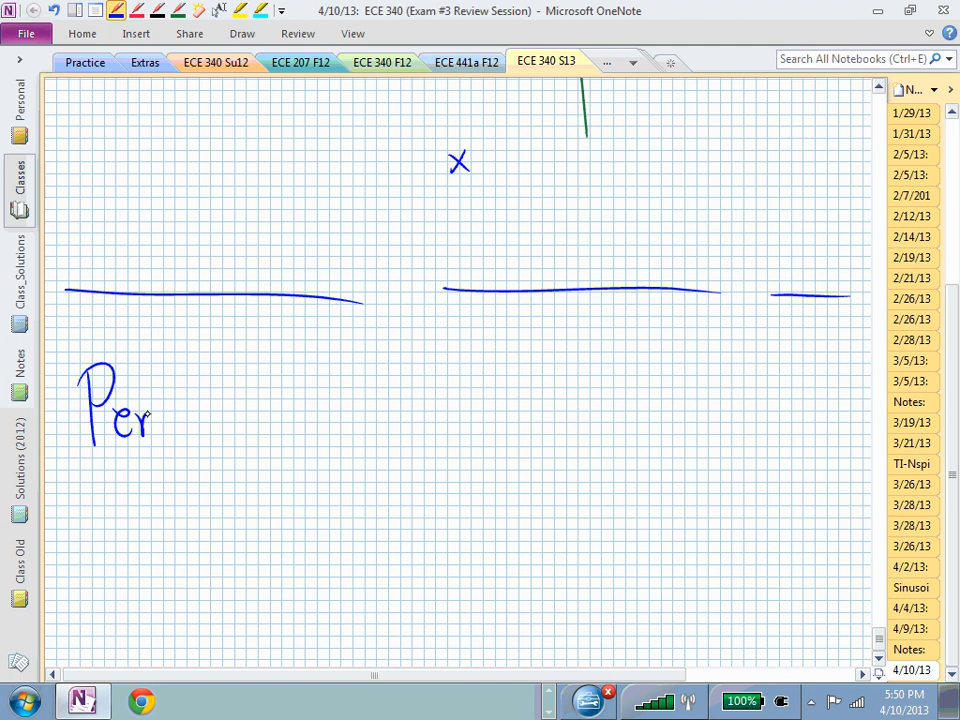 4/10/13: ECE 340 (Exam #3 Review Session) - Microsoft OneNote
File Home Insert Share Draw Review View
Practice Extras ECE 340 Su12 ECE 207 F12 ECE 340 F12 ECE 441a F12 ECE 340 S13 ... Search All Notebooks (Ctrl+E)
N...
Personal
Classes
Class_Solutions
Notes
Solutions (2012)
Class Old
x
Per
1/29/13
1/31/13
2/5/13:
2/5/13:
2/7/201
2/12/13
2/14/13
2/19/13
2/21/13
2/26/13
2/26/13
2/28/13
3/5/13:
3/5/13:
Notes:
3/19/13
3/21/13
TI-Nspi
3/26/13
3/28/13
3/28/13
3/26/13
4/2/13:
Sinusoi
4/4/13:
4/9/13:
Notes:
4/10/13
100%
5:50 PM
4/10/2013